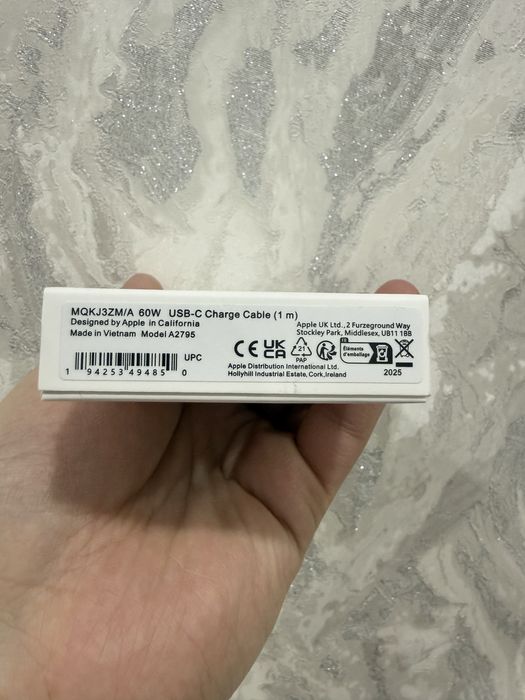 MQKJ3ZM/A 60W USB-C Charge Cable (1 m)
Designed by Apple in California
Made in Vietnam Model A2795
UPC
1 94253 49485 0
Apple UK Ltd., 2 Furzeground Way
Stockley Park, Middlesex, UB11 1BB
CE UK CA
21
PAP
FR
Éléments
d'emballage
Apple Distribution International Ltd.
Hollyhill Industrial Estate, Cork, Ireland
2025